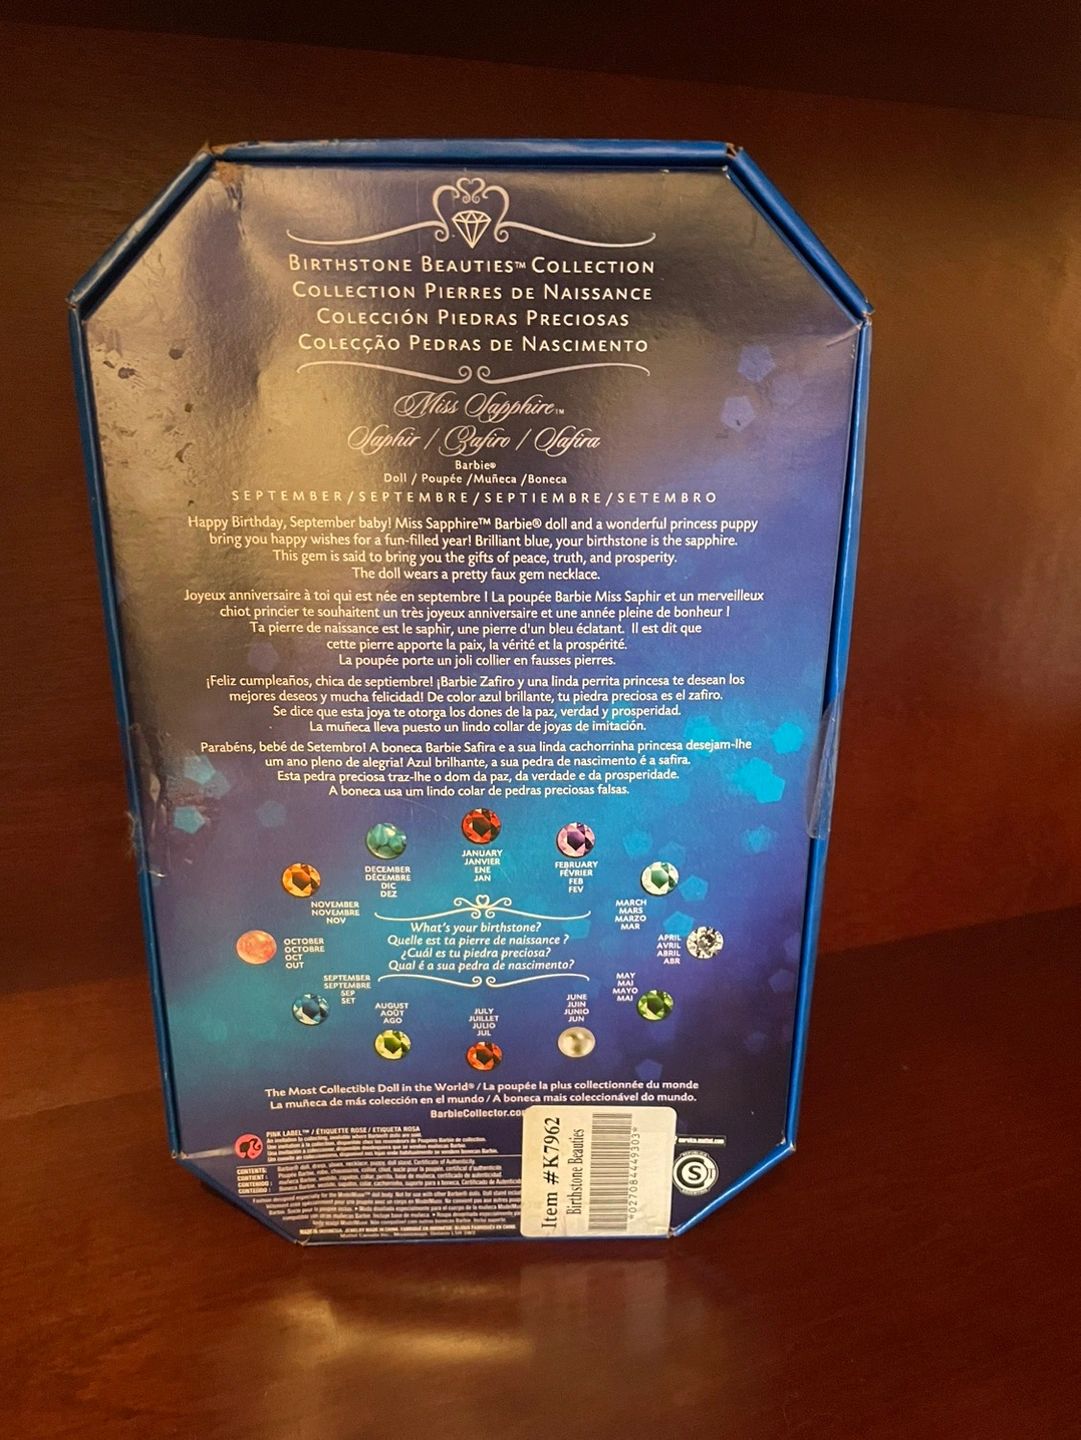 BIRTHSTONE BEAUTIES™ COLLECTION
COLLECTION PIERRES DE NAISSANCE
COLECCIÓN PIEDRAS PRECIOSAS
COLECÇÃO PEDRAS DE NASCIMENTO
Miss Sapphire™
Saphir / Zafiro / Safira
Barbie®
Doll / Poupée /Muñeca /Boneca
SEPTEMBER/SEPTEMBRE/SEPTIEMBRE/SETEMBRO
Happy Birthday, September baby! Miss Sapphire™ Barbie® doll and a wonderful princess puppy
bring you happy wishes for a fun-filled year! Brilliant blue, your birthstone is the sapphire.
This gem is said to bring you the gifts of peace, truth, and prosperity.
The doll wears a pretty faux gem necklace.
Joyeux anniversaire à toi qui est née en septembre ! La poupée Barbie Miss Saphir et un merveilleux
chiot princier te souhaitent un très joyeux anniversaire et une année pleine de bonheur !
Ta pierre de naissance est le saphir, une pierre d'un bleu éclatant. Il est dit que
cette pierre apporte la paix, la vérité et la prospérité.
La poupée porte un joli collier en fausses pierres.
¡Feliz cumpleaños, chica de septiembre! ¡Barbie Zafiro y una linda perrita princesa te desean los
mejores deseos y mucha felicidad! De color azul brillante, tu piedra preciosa es el zafiro.
Se dice que esta joya te otorga los dones de la paz, verdad y prosperidad.
La muñeca lleva puesto un lindo collar de joyas de imitación.
Parabéns, bebé de Setembro! A boneca Barbie Safira e a sua linda cachorrinha princesa desejam-lhe
um ano pleno de alegria! Azul brilhante, a sua pedra de nascimento é a safira.
Esta pedra preciosa traz-lhe o dom da paz, da verdade e da prosperidade.
A boneca usa um lindo colar de pedras preciosas falsas.
JANUARY
JANVIER
ENE
JAN
FEBRUARY
FÉVRIER
FEB
FEV
MARCH
MARS
MARZO
MAR
APRIL
AVRIL
ABRIL
ABR
MAY
MAI
MAYO
MAI
JUNE
JUIN
JUNIO
JUN
JULY
JUILLET
JULIO
JUL
AUGUST
AOÛT
AGO
SEPTEMBER
SEPTEMBRE
SEP
SET
OCTOBER
OCTOBRE
OCT
OUT
NOVEMBER
NOVEMBRE
NOV
DECEMBER
DÉCEMBRE
DIC
DEZ
What's your birthstone?
Quelle est ta pierre de naissance ?
¿Cuál es tu piedra preciosa?
Qual é a sua pedra de nascimento?
The Most Collectible Doll in the World® / La poupée la plus collectionnée du monde
La muñeca de más colección en el mundo / A boneca mais coleccionável do mundo.
BarbieCollector.co
PINK LABEL™ / ÉTIQUETTE ROSE / ETIQUETA ROSA
CONTENTS:
CONTIENT :
CONTENIDO :
Item #K7962
Birthstone Beauties
*027084449303*
service.mattel.com
S